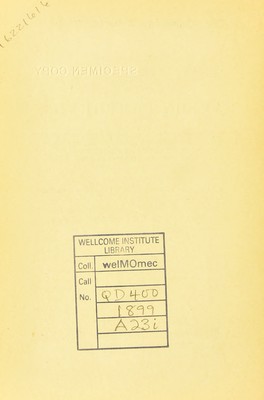 WELLCOME INSTITUTE
LIBRARY
Coll. welMOmec
Call
No. QD400
1899
A23i